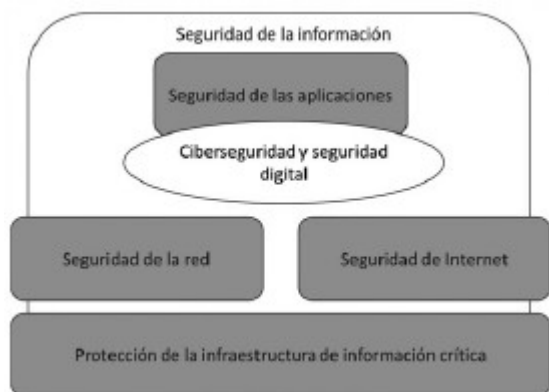 Seguridad de la información
Seguridad de las aplicaciones
Ciberseguridad y seguridad
digital
Seguridad de la red
Seguridad de Internet
Protección de la infraestructura de información crítica